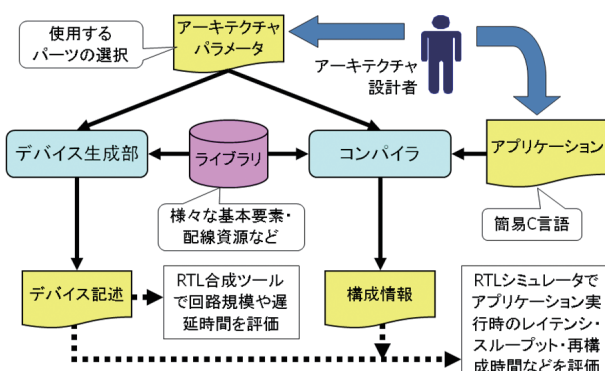 使用する
パーツの選択
アーキテクチャ
パラメータ
アーキテクチャ
設計者
デバイス生成部
ライブラリ
コンパイラ
アプリケーション
様々な基本要素・
配線資源など
簡易C言語
デバイス記述
RTL合成ツール
で回路規模や遅
延時間を評価
構成情報
RTLシミュレータで
アプリケーション実
行時のレイテンシ・
スループット・再構
成時間などを評価